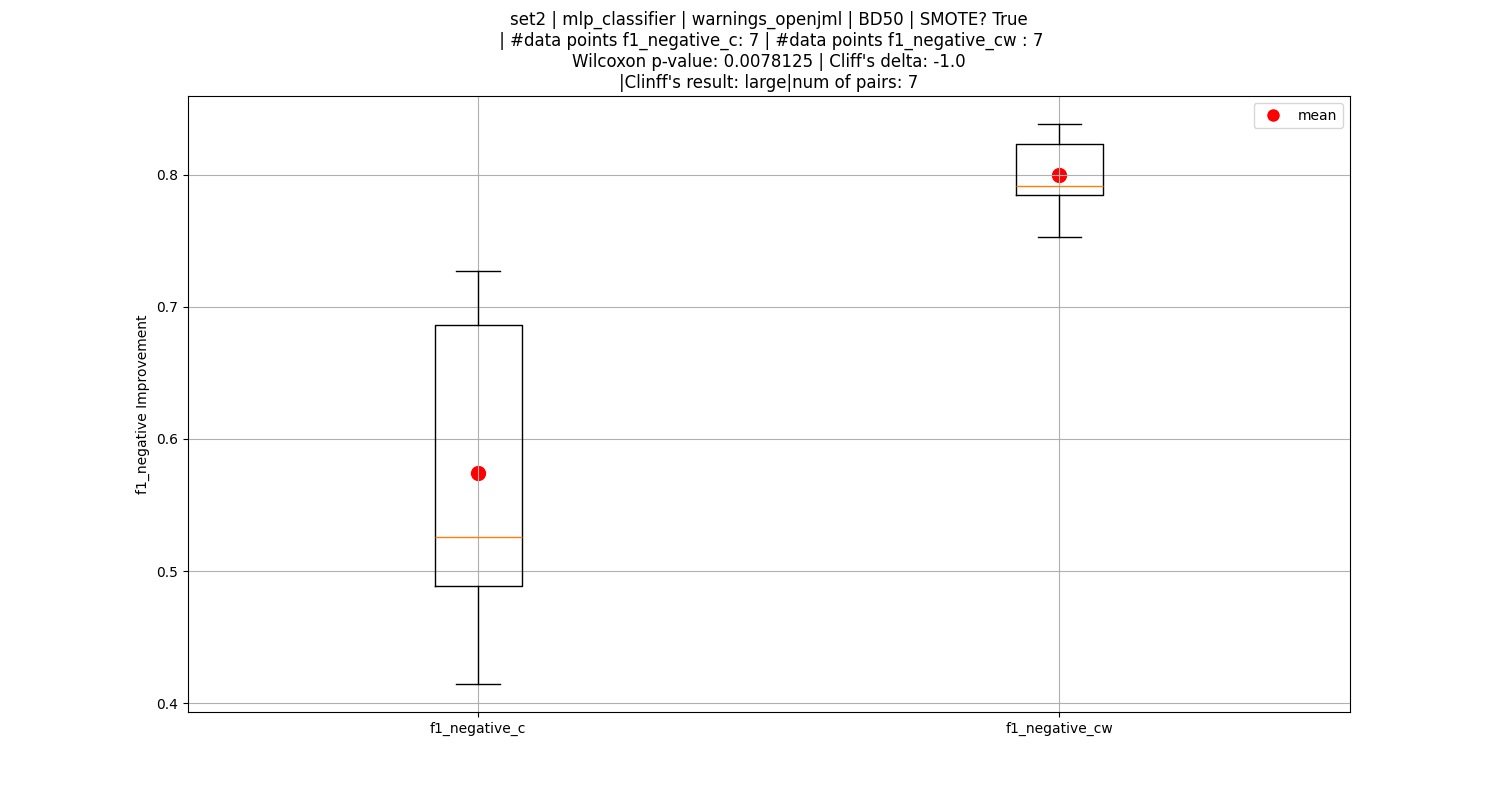 set2 | mlp_classifier | warnings_openjml | BD50 | SMOTE? True
| #data points f1_negative_c: 7 | #data points f1_negative_cw : 7
Wilcoxon p-value: 0.0078125 | Cliff's delta: -1.0
|Clinff's result: large|num of pairs: 7
mean
0.8
0.7
0.6
0.5
0.4
f1_negative Improvement
f1_negative_c
f1_negative_cw